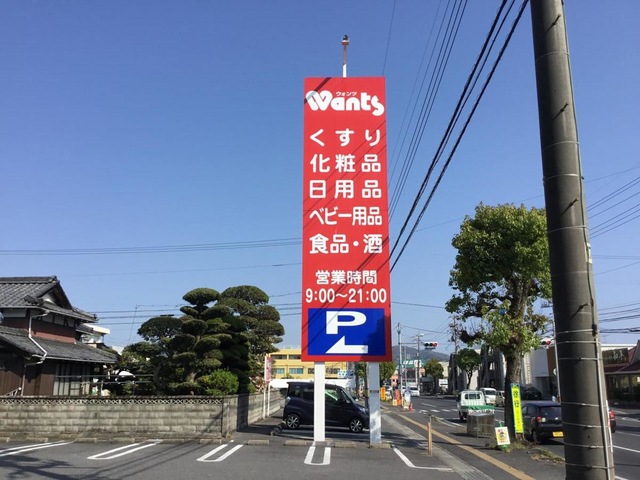 ウォンツ
Wants
くすり
化粧品
日用品
ベビー用品
食品・酒
営業時間
9:00〜21:00
P